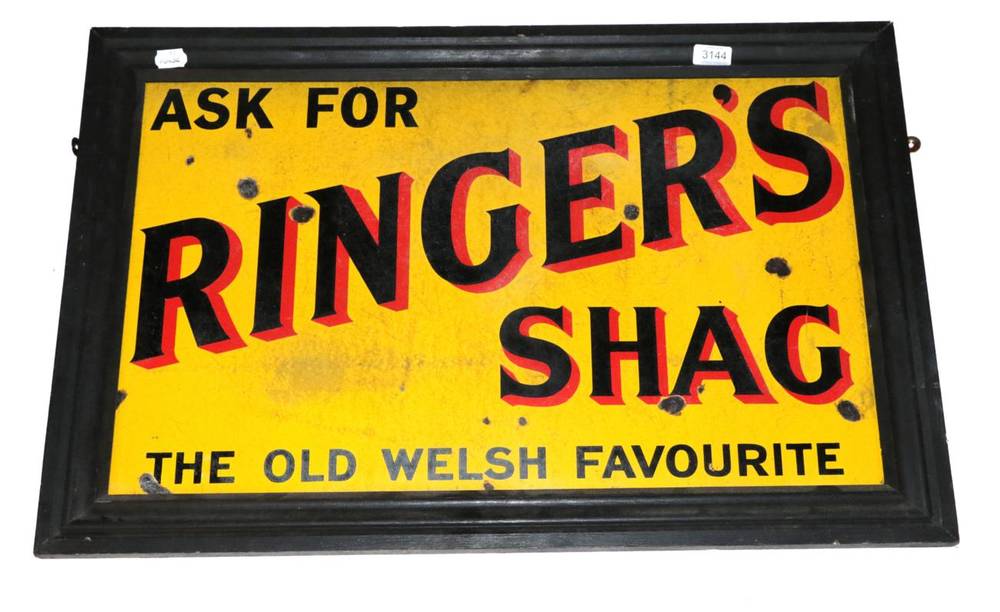 3144
ASK FOR
RINGER'S
SHAG
THE OLD WELSH FAVOURITE